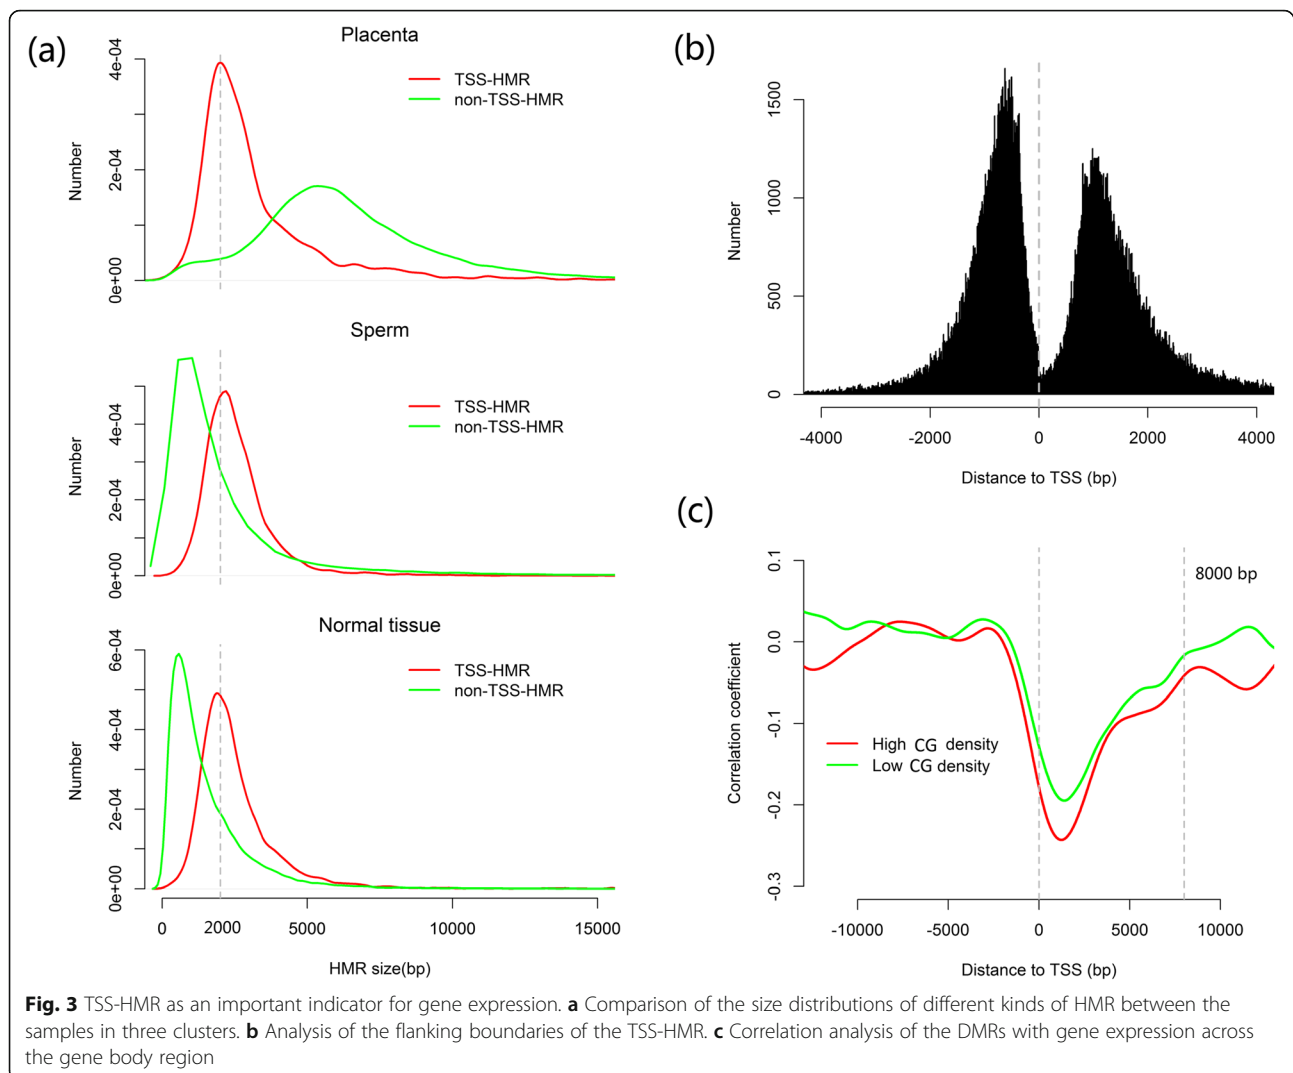 (a)
Placenta
4e-04
2e-04
0e+00
Number
TSS-HMR
non-TSS-HMR
Sperm
4e-04
2e-04
0e+00
Number
TSS-HMR
non-TSS-HMR
Normal tissue
6e-04
4e-04
2e-04
0e+00
Number
TSS-HMR
non-TSS-HMR
0 2000 5000 10000 15000
HMR size(bp)
(b)
1500
1000
500
0
Number
-4000 -2000 0 2000 4000
Distance to TSS (bp)
(c)
0.1
0.0
-0.1
-0.2
-0.3
Correlation coefficient
8000 bp
High CG density
Low CG density
-10000 -5000 0 5000 10000
Distance to TSS (bp)
Fig. 3 TSS-HMR as an important indicator for gene expression. a Comparison of the size distributions of different kinds of HMR between the
samples in three clusters. b Analysis of the flanking boundaries of the TSS-HMR. c Correlation analysis of the DMRs with gene expression across
the gene body region